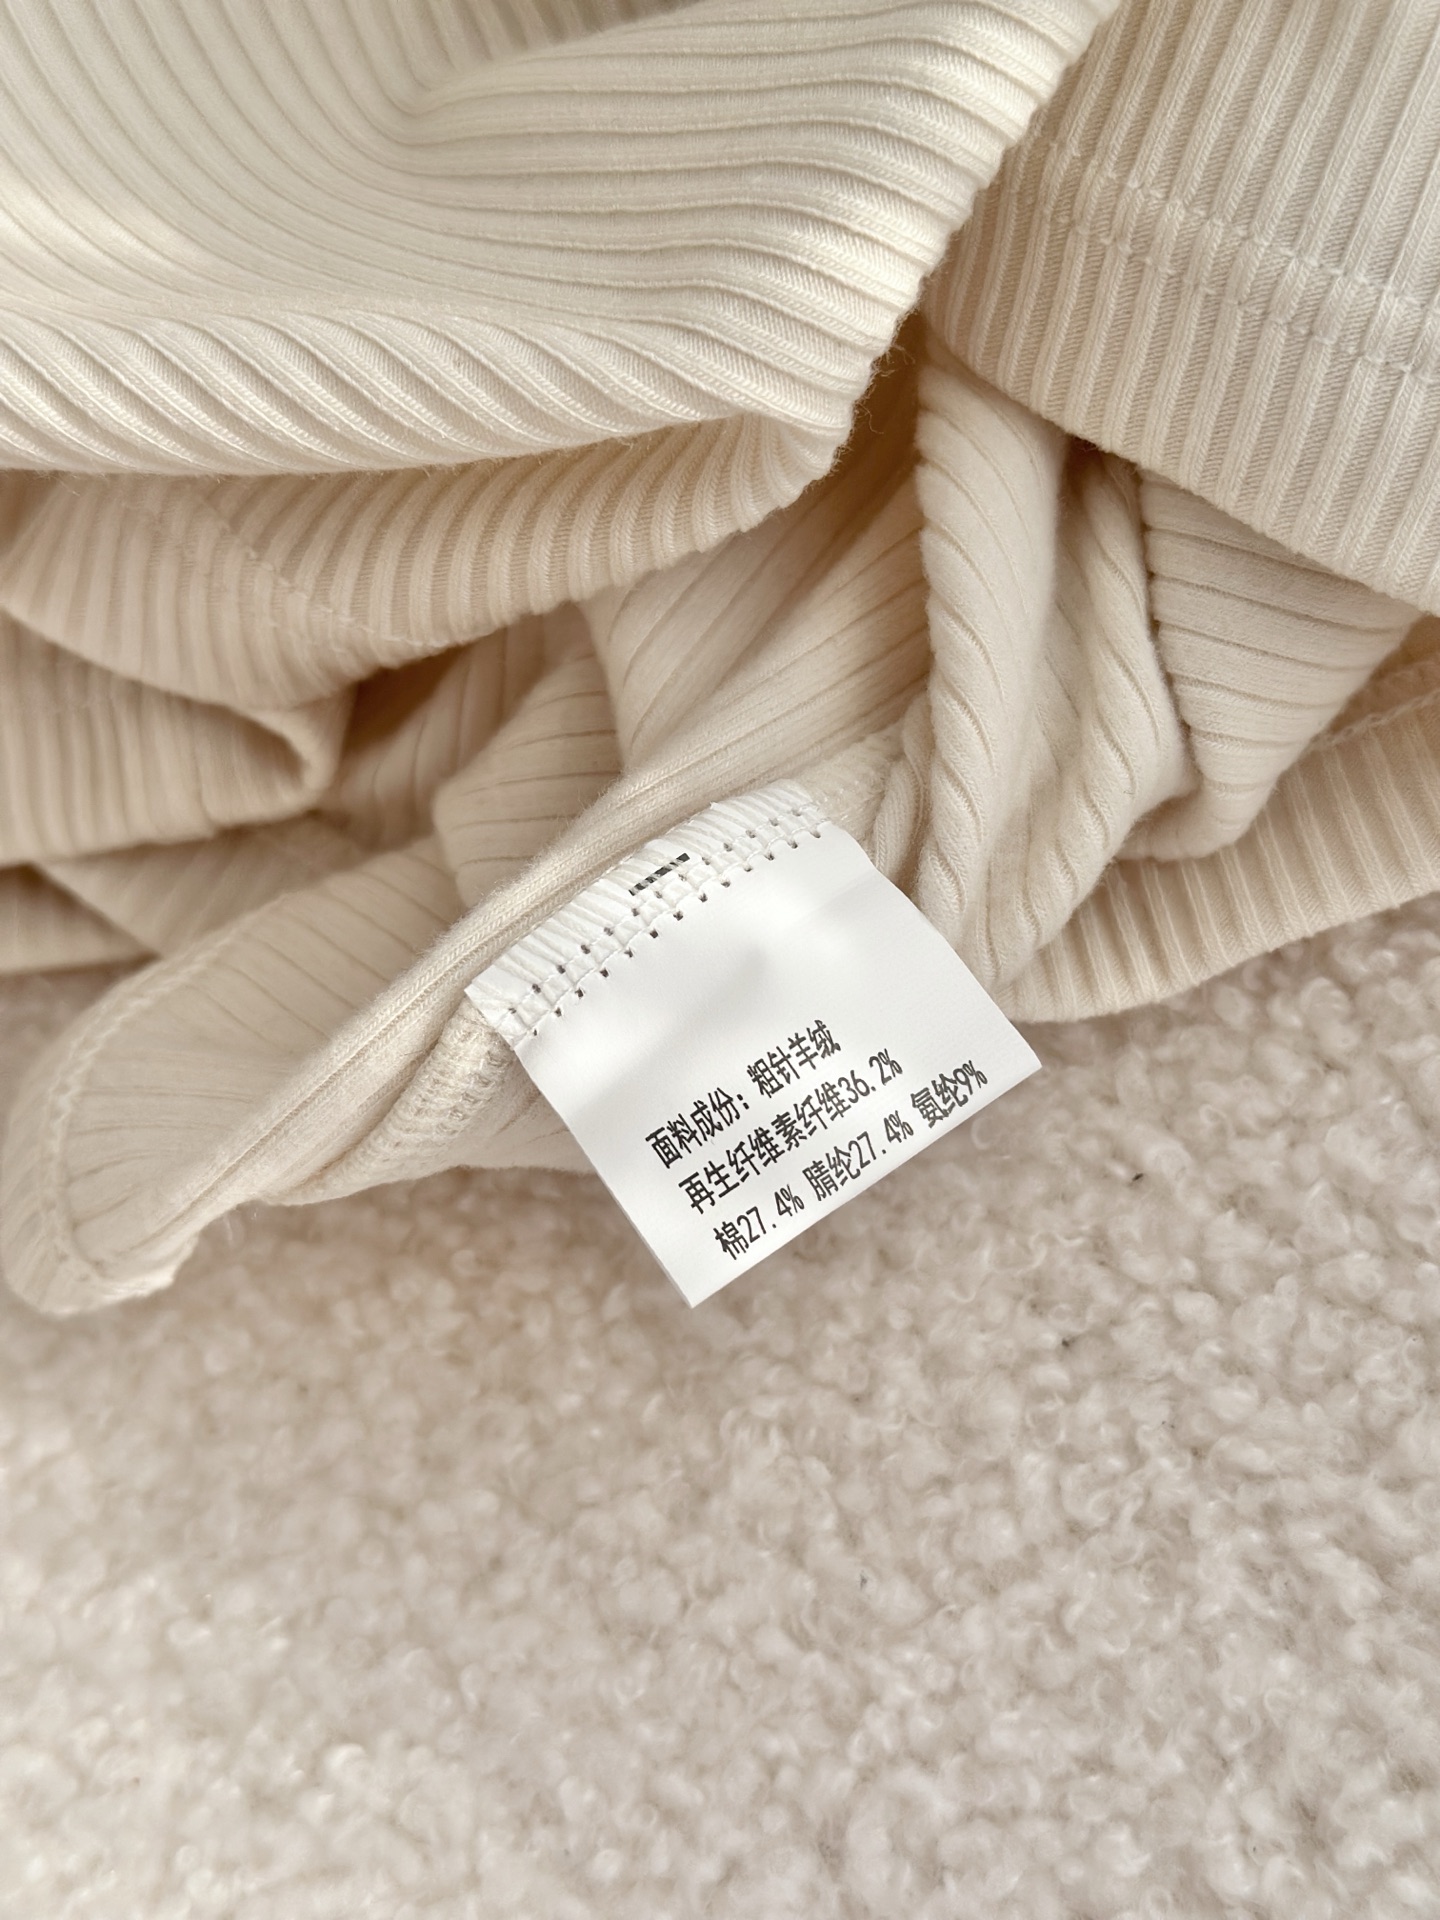 面料成份：粗针羊绒
再生纤维素纤维36.2%
棉27.4% 腈纶27.4% 氨纶9%